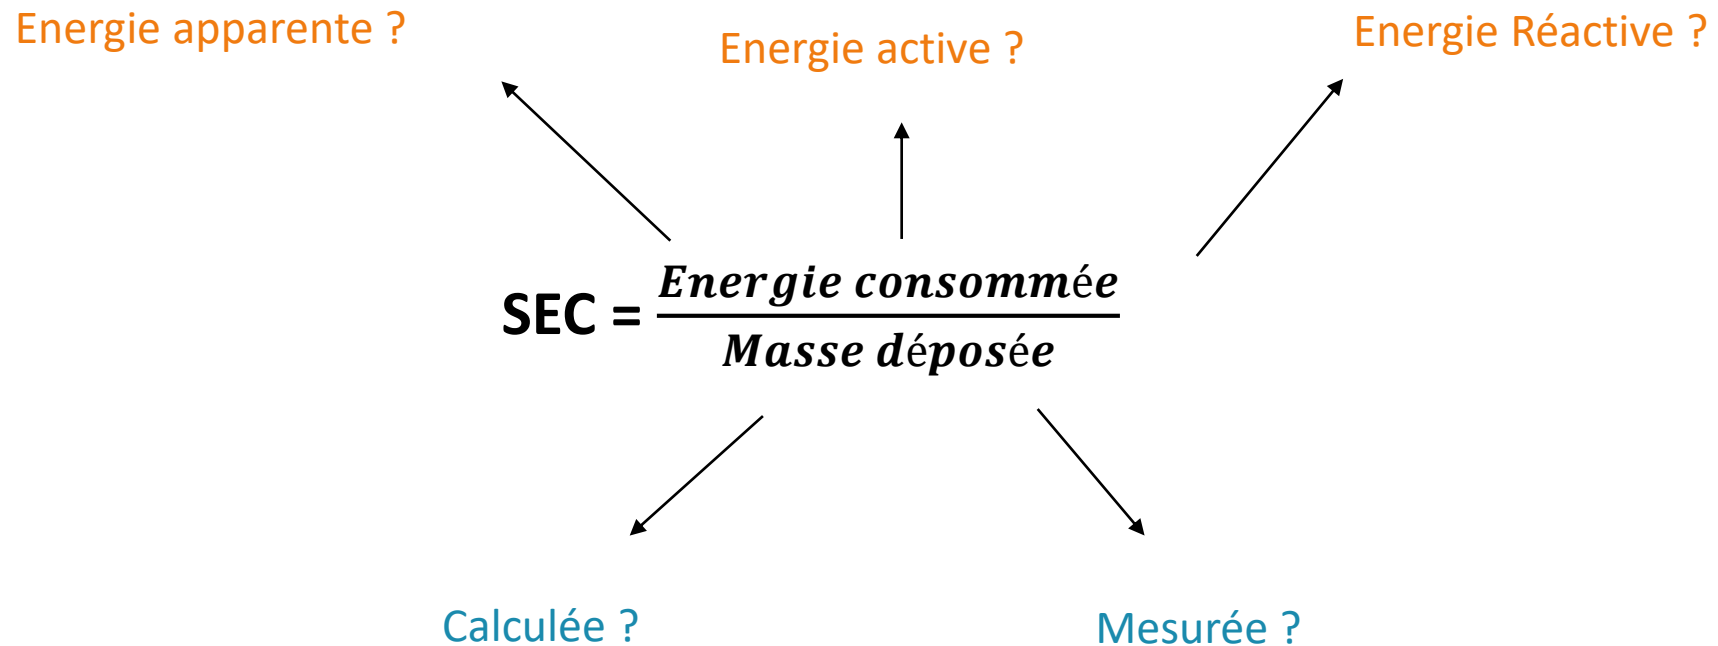 Energie apparente ?
Energie active ?
Energie Réactive ?
SEC = Energie consommée
Masse déposée
Calculée ?
Mesurée ?